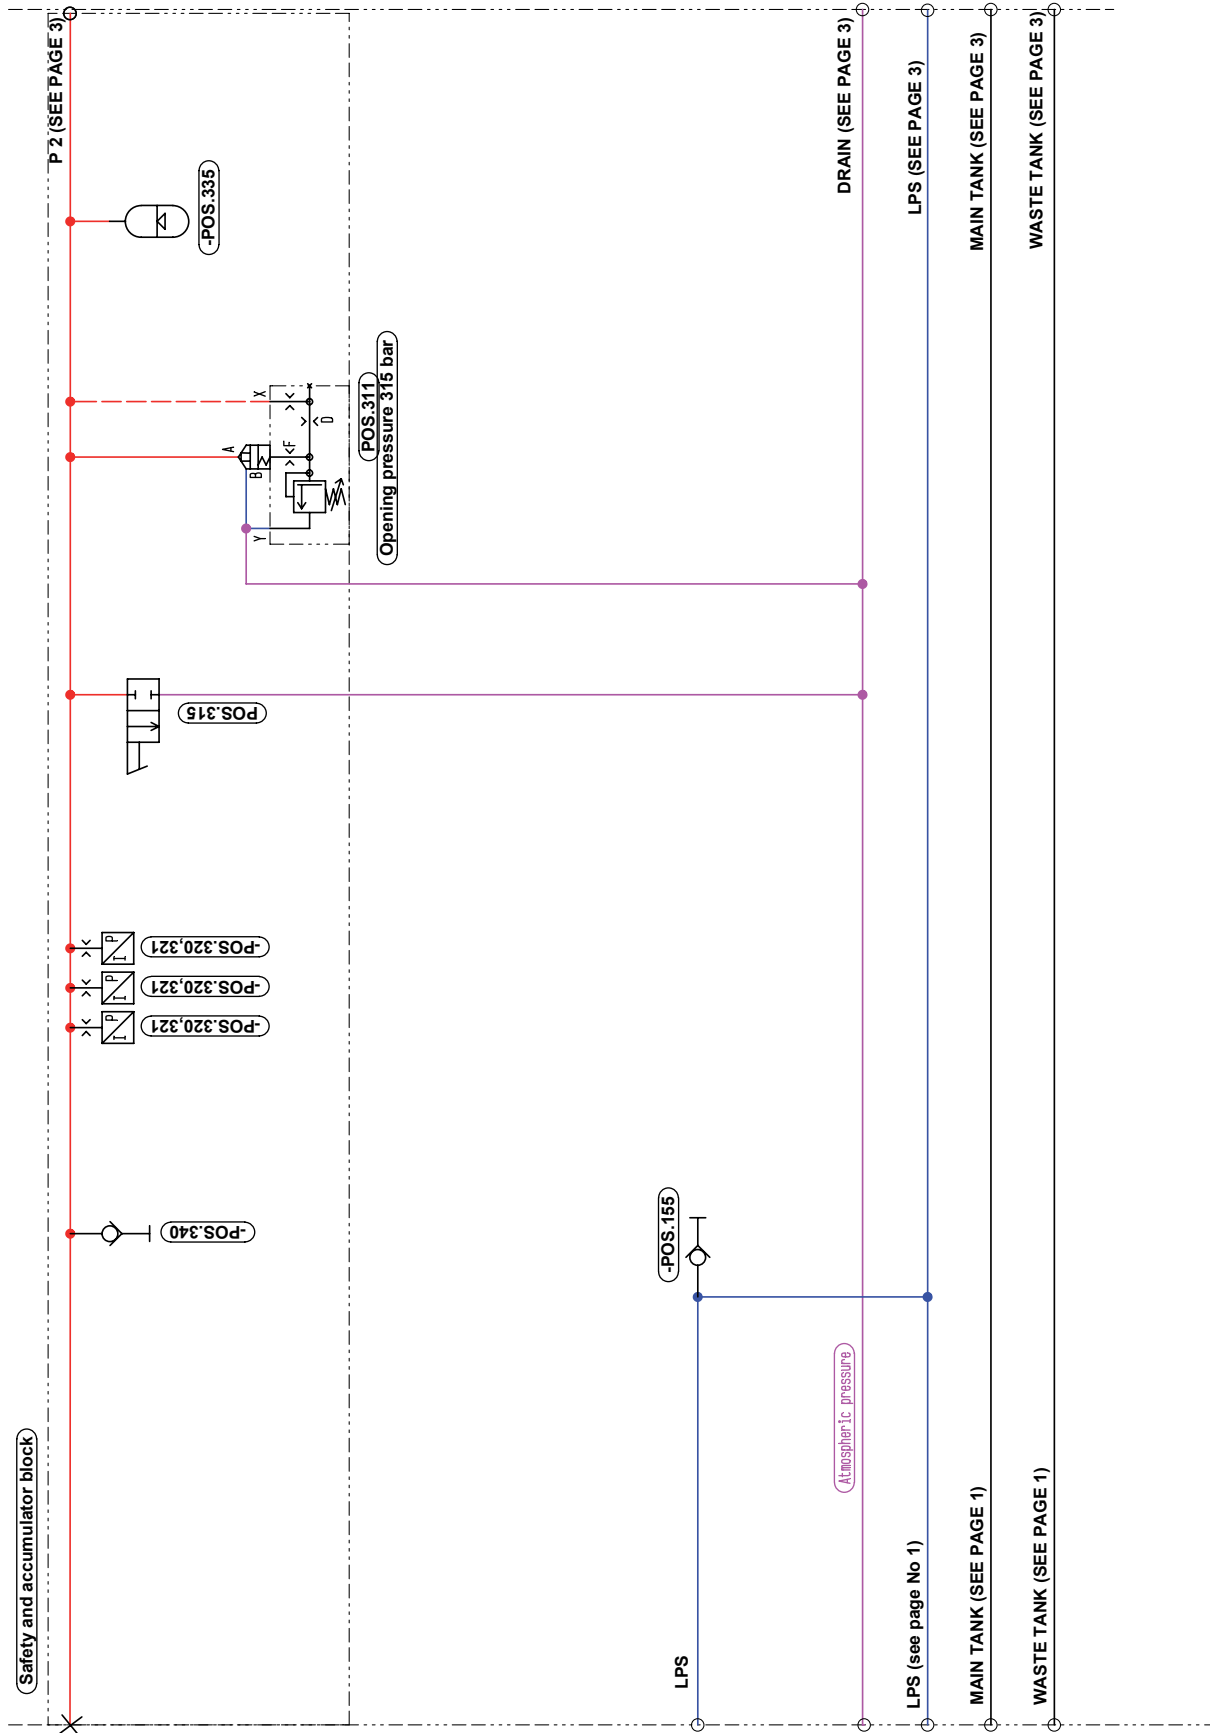 Safety and accumulator block
P 2 (SEE PAGE 3)
-POS.335
X
A
B
F
D
Y
POS.311
Opening pressure 315 bar
POS.315
I P
-POS.320,321
I P
-POS.320,321
I P
-POS.320,321
-POS.340
-POS.155
LPS
Atmospheric pressure
DRAIN (SEE PAGE 3)
LPS (see page No 1)
LPS (SEE PAGE 3)
MAIN TANK (SEE PAGE 1)
MAIN TANK (SEE PAGE 3)
WASTE TANK (SEE PAGE 1)
WASTE TANK (SEE PAGE 3)